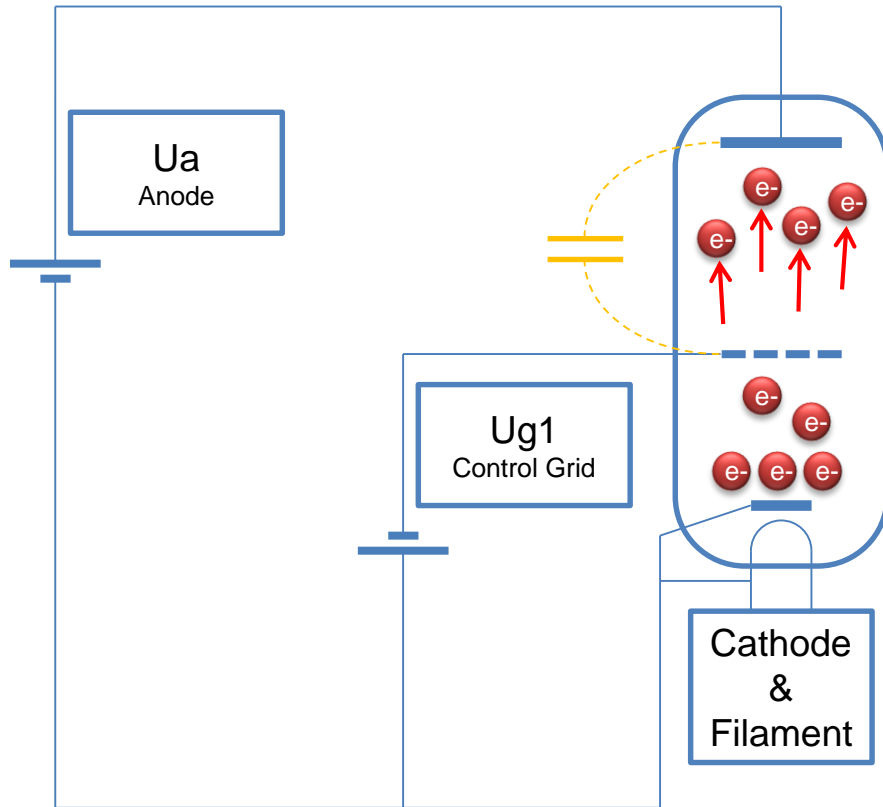 Ua
Anode
e-
e-
e-
e-
Ug1
Control Grid
e-
e-
e- e- e-
Cathode
&
Filament